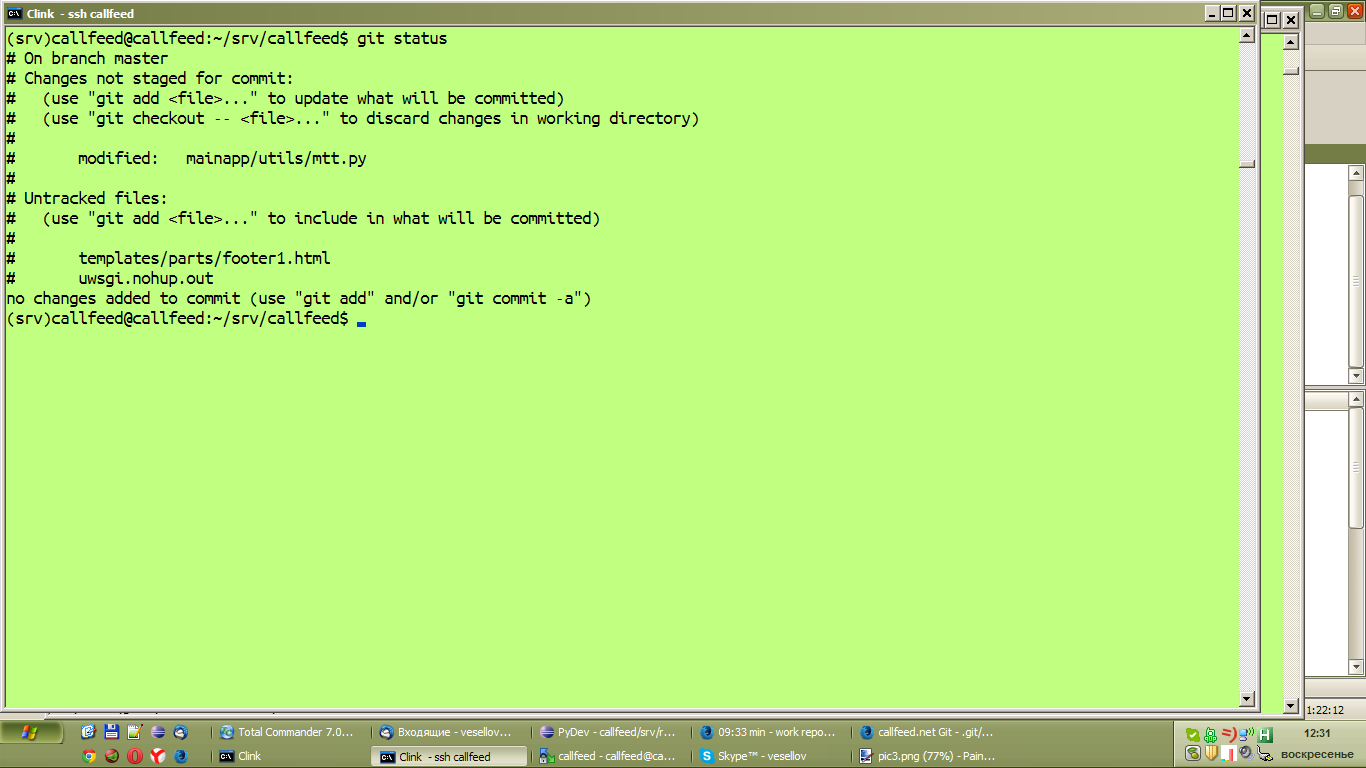 Clink - ssh callfeed
(srv)callfeed@callfeed:~/srv/callfeed$ git status
# On branch master
# Changes not staged for commit:
#   (use "git add <file>..." to update what will be committed)
#   (use "git checkout -- <file>..." to discard changes in working directory)
#
#       modified:   mainapp/utils/mtt.py
#
# Untracked files:
#   (use "git add <file>..." to include in what will be committed)
#
#       templates/parts/footer1.html
#       uwsgi.nohup.out
no changes added to commit (use "git add" and/or "git commit -a")
(srv)callfeed@callfeed:~/srv/callfeed$
1:22:12
Total Commander 7.0... Входящие - vesellov... PyDev - callfeed/srv/r... 09:33 min - work repo... callfeed.net Git - .git/... 12:31
Clink Clink - ssh callfeed callfeed - callfeed@ca... Skype™ - vesellov pic3.png (77%) - Pain... воскресенье